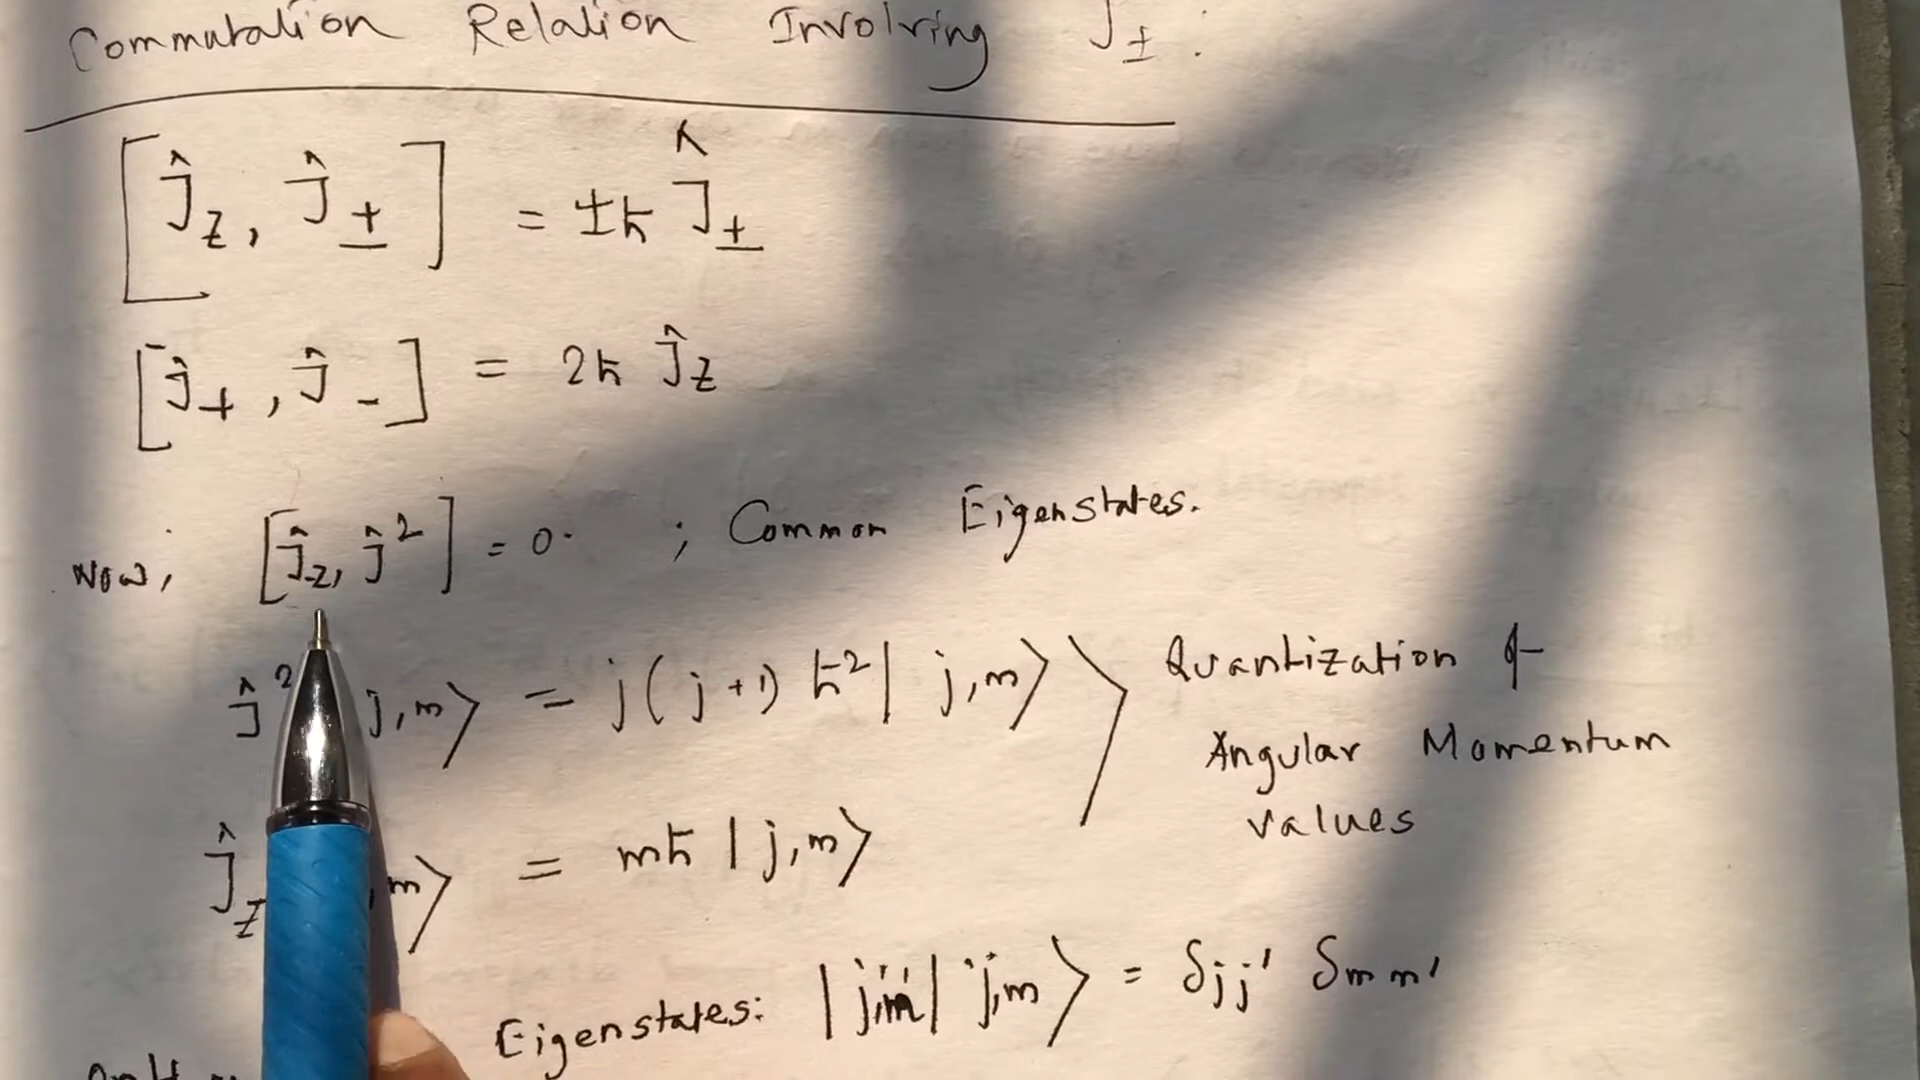 Commutation Relation Involving J± :
[Ĵz, Ĵ±] = ±ħ Ĵ±
[Ĵ+, Ĵ-] = 2ħ Ĵz
Now, [Ĵz, Ĵ²] = 0. ; Common Eigenstates.
Ĵ² j,m⟩ = j(j+1) ħ² | j,m⟩ ⟩ Quantization of
Angular Momentum
values
Ĵz ,m⟩ = mħ | j,m⟩
Eigenstates: | j',m' | j,m⟩ = δjj' δmm'